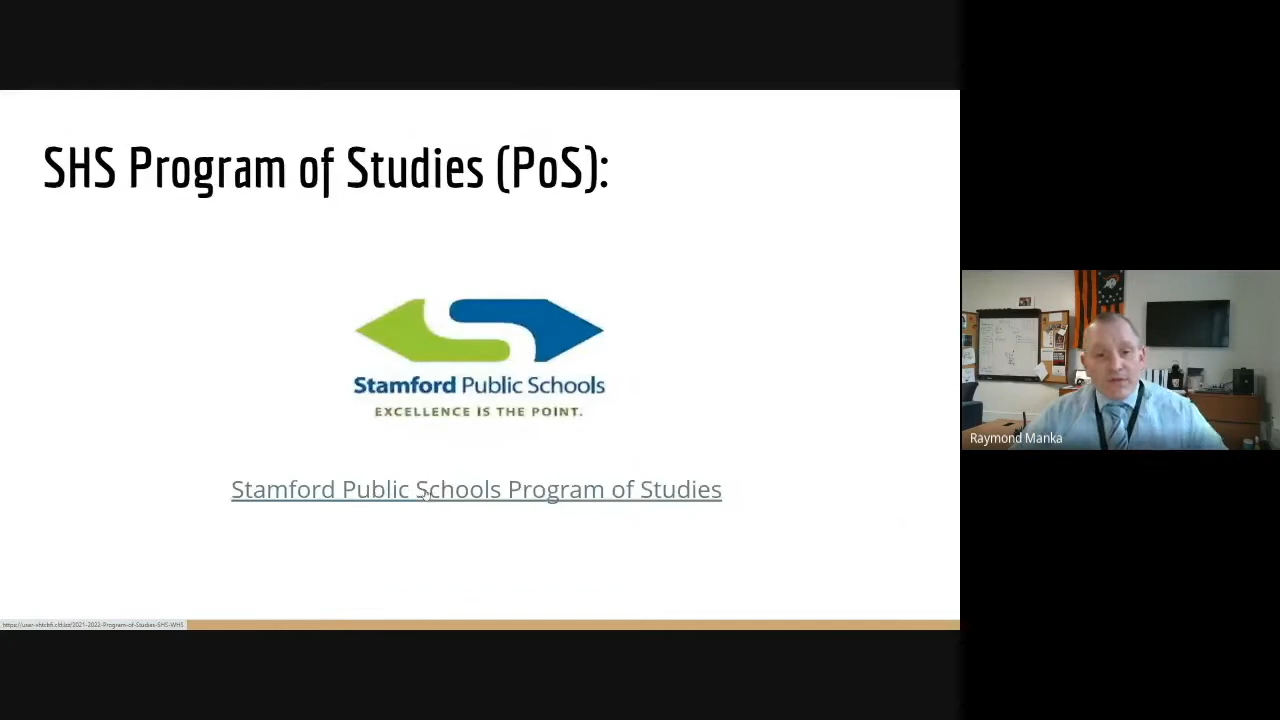 SHS Program of Studies (PoS):
Stamford Public Schools
EXCELLENCE IS THE POINT.
Stamford Public Schools Program of Studies
Raymond Manka